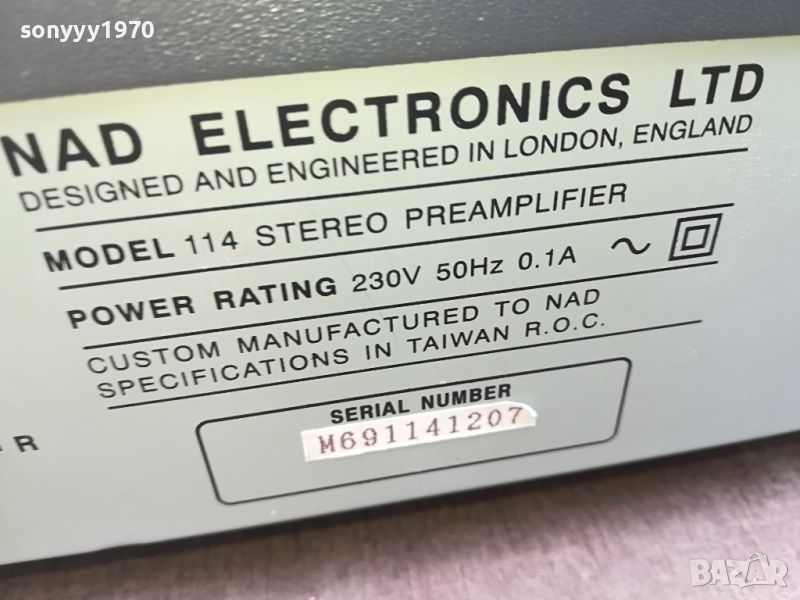 sonyyy1970
NAD ELECTRONICS LTD
DESIGNED AND ENGINEERED IN LONDON, ENGLAND
MODEL 114 STEREO PREAMPLIFIER
POWER RATING 230V 50Hz 0.1A ~
CUSTOM MANUFACTURED TO NAD
SPECIFICATIONS IN TAIWAN R.O.C.
SERIAL NUMBER
M691141207
R
BAZAR